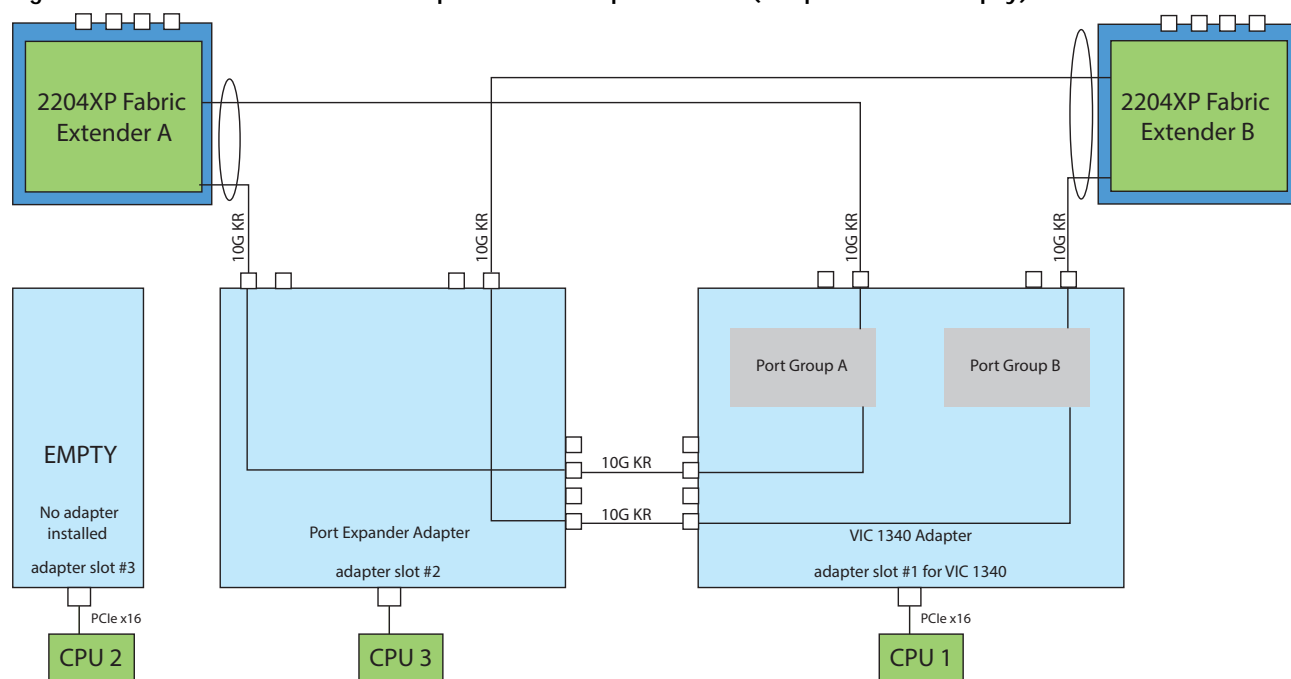 2204XP Fabric
Extender A
2204XP Fabric
Extender B
10G KR
10G KR
10G KR
10G KR
Port Group A
Port Group B
EMPTY
No adapter
installed
adapter slot #3
10G KR
10G KR
Port Expander Adapter
adapter slot #2
VIC 1340 Adapter
adapter slot #1 for VIC 1340
PCIe x16
PCIe x16
CPU 2
CPU 3
CPU 1